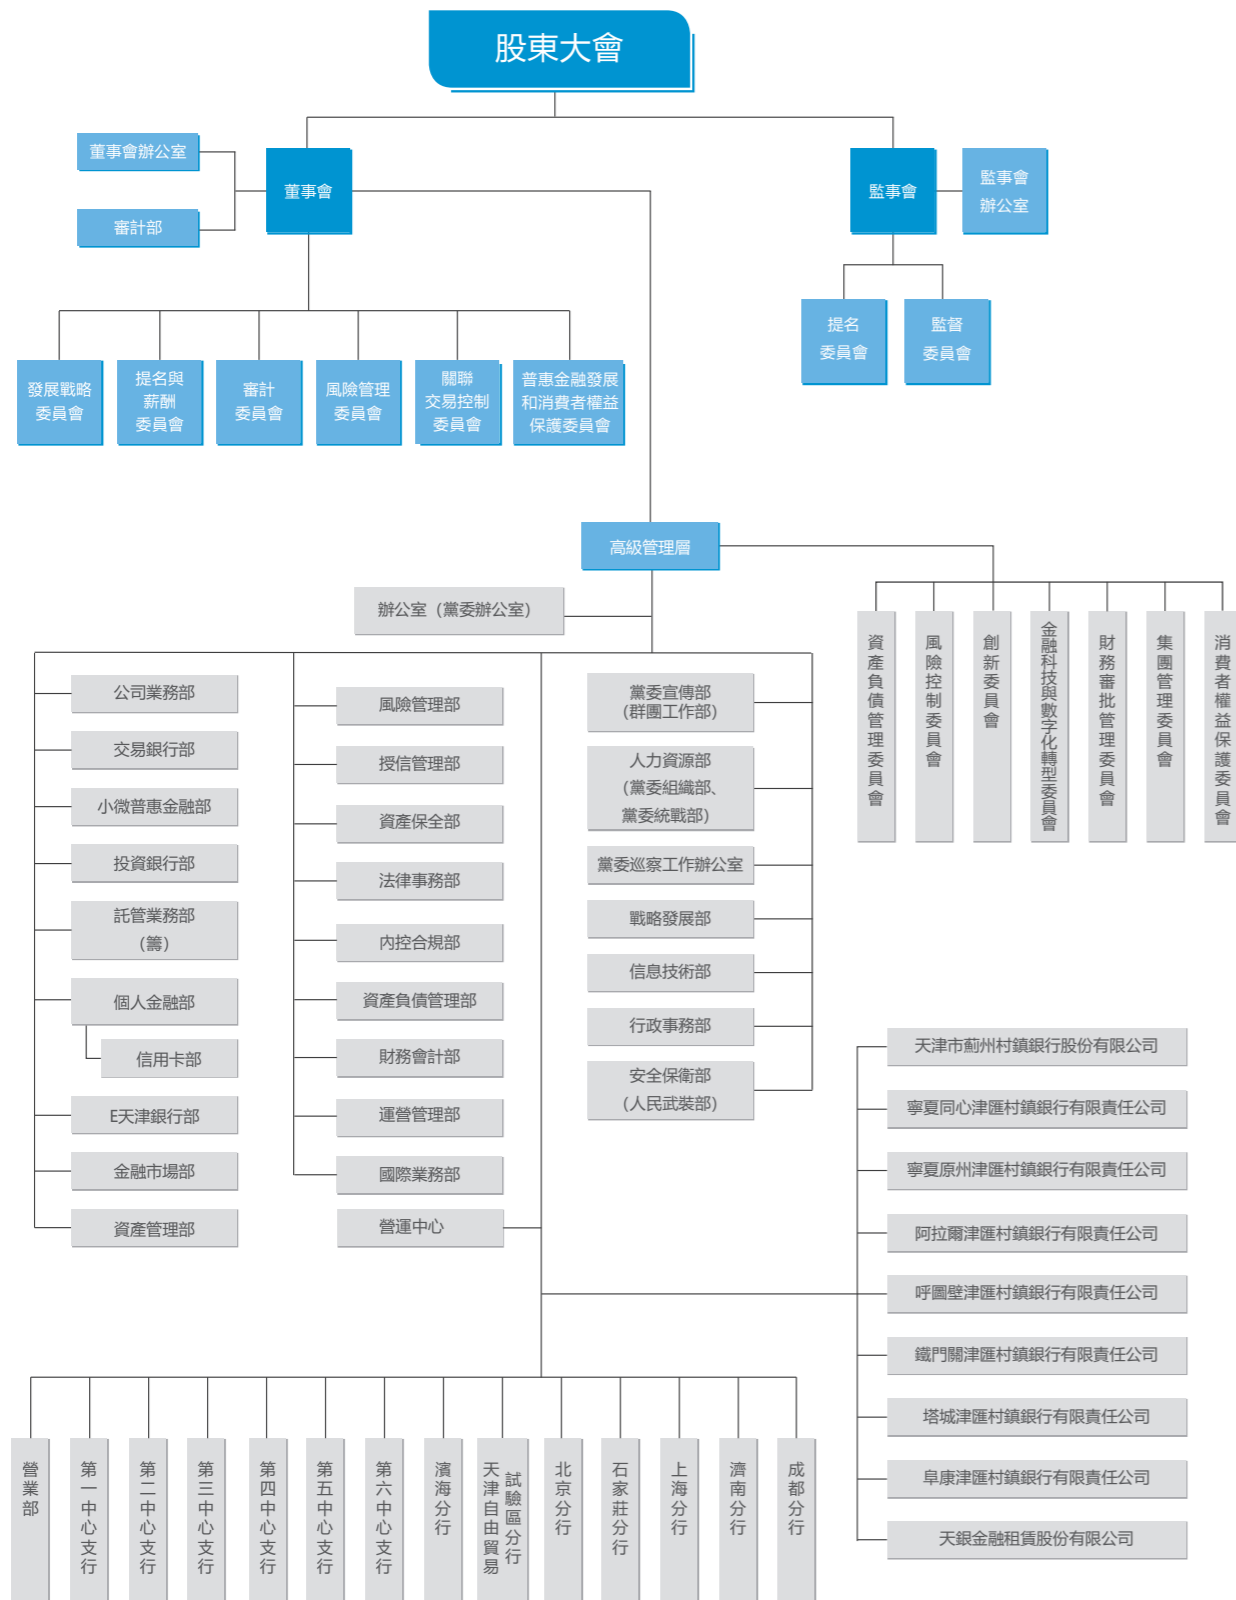 股東大會
董事會辦公室
審計部
董事會
監事會
監事會
辦公室
提名
委員會
監督
委員會
發展戰略
委員會
提名與
薪酬
委員會
審計
委員會
風險管理
委員會
關聯
交易控制
委員會
普惠金融發展
和消費者權益
保護委員會
高級管理層
辦公室（黨委辦公室）
資產負債管理委員會
風險控制委員會
創新委員會
金融科技與數字化轉型委員會
財務審批管理委員會
集團管理委員會
消費者權益保護委員會
公司業務部
交易銀行部
小微普惠金融部
投資銀行部
託管業務部
（籌）
個人金融部
信用卡部
E天津銀行部
金融市場部
資產管理部
風險管理部
授信管理部
資產保全部
法律事務部
內控合規部
資產負債管理部
財務會計部
運營管理部
國際業務部
營運中心
黨委宣傳部
（群團工作部）
人力資源部
（黨委組織部、
黨委統戰部）
黨委巡察工作辦公室
戰略發展部
信息技術部
行政事務部
安全保衛部
（人民武裝部）
天津市薊州村鎮銀行股份有限公司
寧夏同心津匯村鎮銀行有限責任公司
寧夏原州津匯村鎮銀行有限責任公司
阿拉爾津匯村鎮銀行有限責任公司
呼圖壁津匯村鎮銀行有限責任公司
鐵門關津匯村鎮銀行有限責任公司
塔城津匯村鎮銀行有限責任公司
阜康津匯村鎮銀行有限責任公司
天銀金融租賃股份有限公司
營業部
第一中心支行
第二中心支行
第三中心支行
第四中心支行
第五中心支行
第六中心支行
濱海分行
天津自由貿易
試驗區分行
北京分行
石家莊分行
上海分行
濟南分行
成都分行